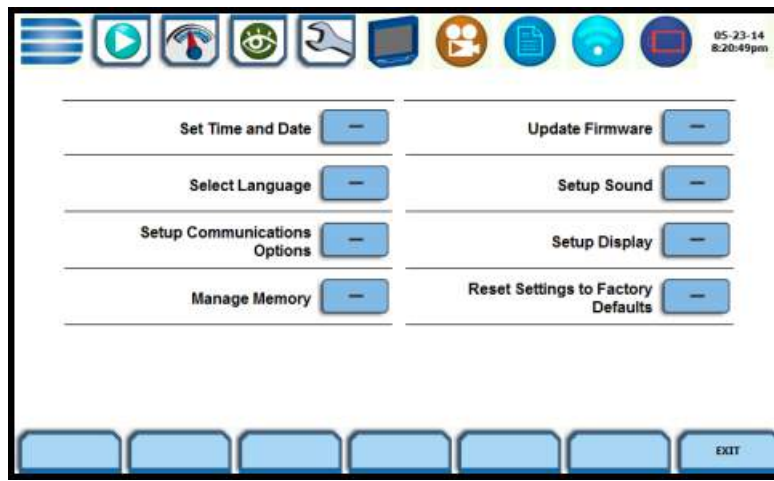 05-23-14
8:20:49pm
Set Time and Date
Update Firmware
Select Language
Setup Sound
Setup Communications
Options
Setup Display
Manage Memory
Reset Settings to Factory
Defaults
EXIT